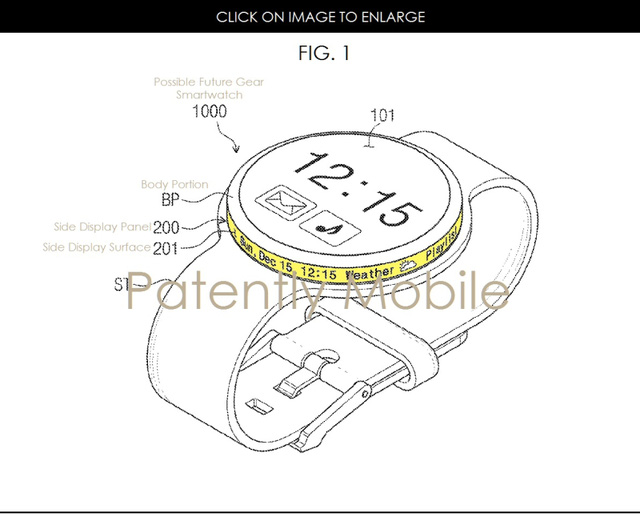 CLICK ON IMAGE TO ENLARGE
FIG. 1
Possible Future Gear
Smartwatch
1000
101
12:15
Body Portion
BP
Side Display Panel 200
Side Display Surface 201
Sun, Dec 15, 12:15 Weather Playlist
ST
Patently Mobile